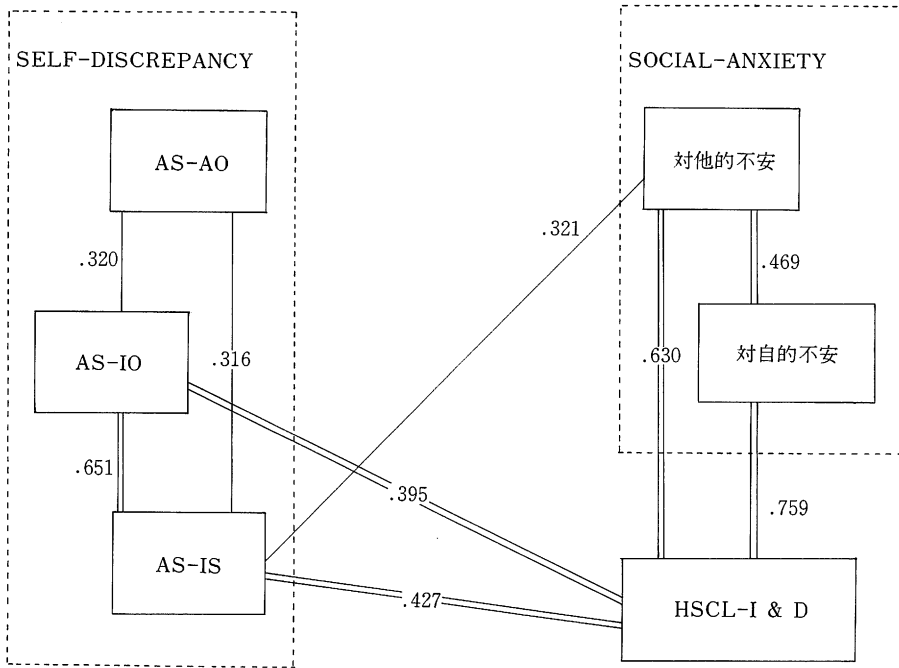 SELF-DISCREPANCY
SOCIAL-ANXIETY
AS-AO
対他的不安
.320
.321
.469
AS-IO
.316
.630
対自的不安
.651
.395
.759
AS-IS
.427
HSCL-I & D